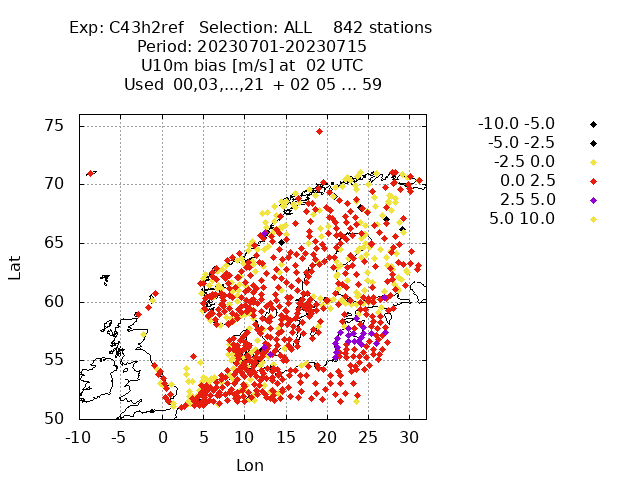 Exp: C43h2ref   Selection: ALL    842 stations
Period: 20230701-20230715
U10m bias [m/s] at  02 UTC
Used  00,03,...,21  + 02 05 ... 59
-10.0 -5.0
-5.0 -2.5
-2.5 0.0
0.0 2.5
2.5 5.0
5.0 10.0
75
70
65
60
55
50
Lat
-10 -5 0 5 10 15 20 25 30
Lon